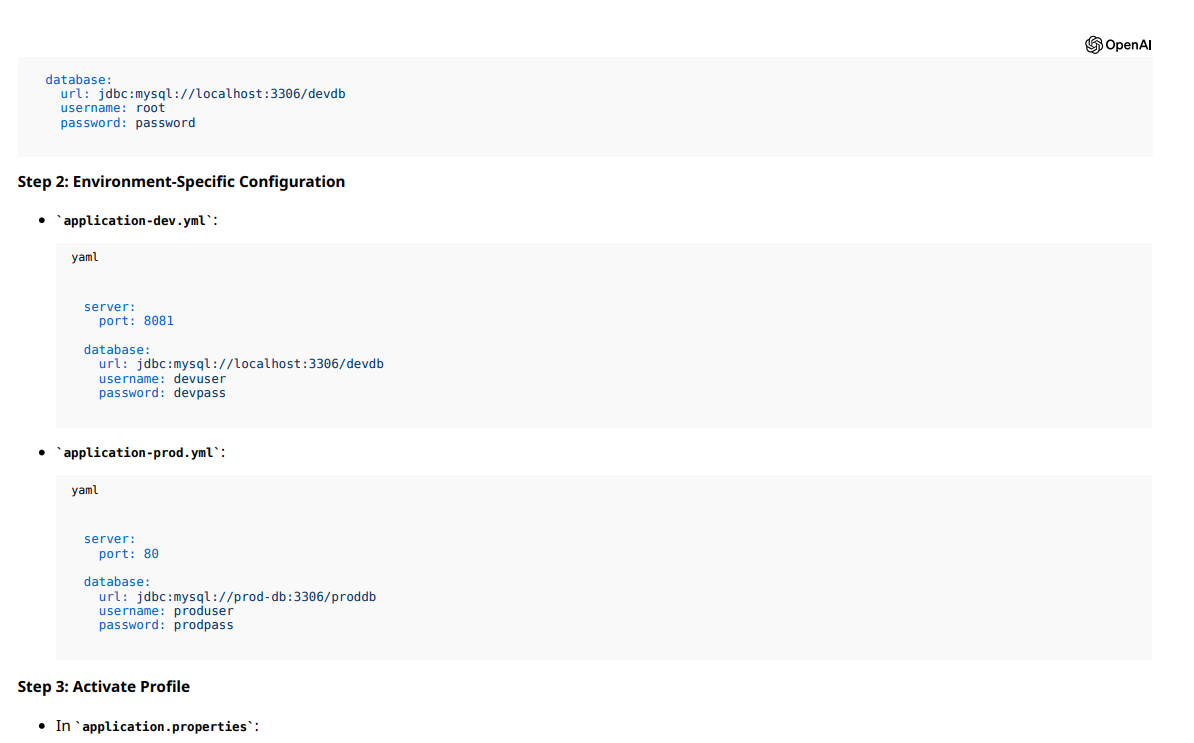 OpenAI
database:
url: jdbc:mysql://localhost:3306/devdb
username: root
password: password
Step 2: Environment-Specific Configuration
• `application-dev.yml`:
yaml
server:
port: 8081
database:
url: jdbc:mysql://localhost:3306/devdb
username: devuser
password: devpass
• `application-prod.yml`:
yaml
server:
port: 80
database:
url: jdbc:mysql://prod-db:3306/proddb
username: produser
password: prodpass
Step 3: Activate Profile
• In `application.properties`: